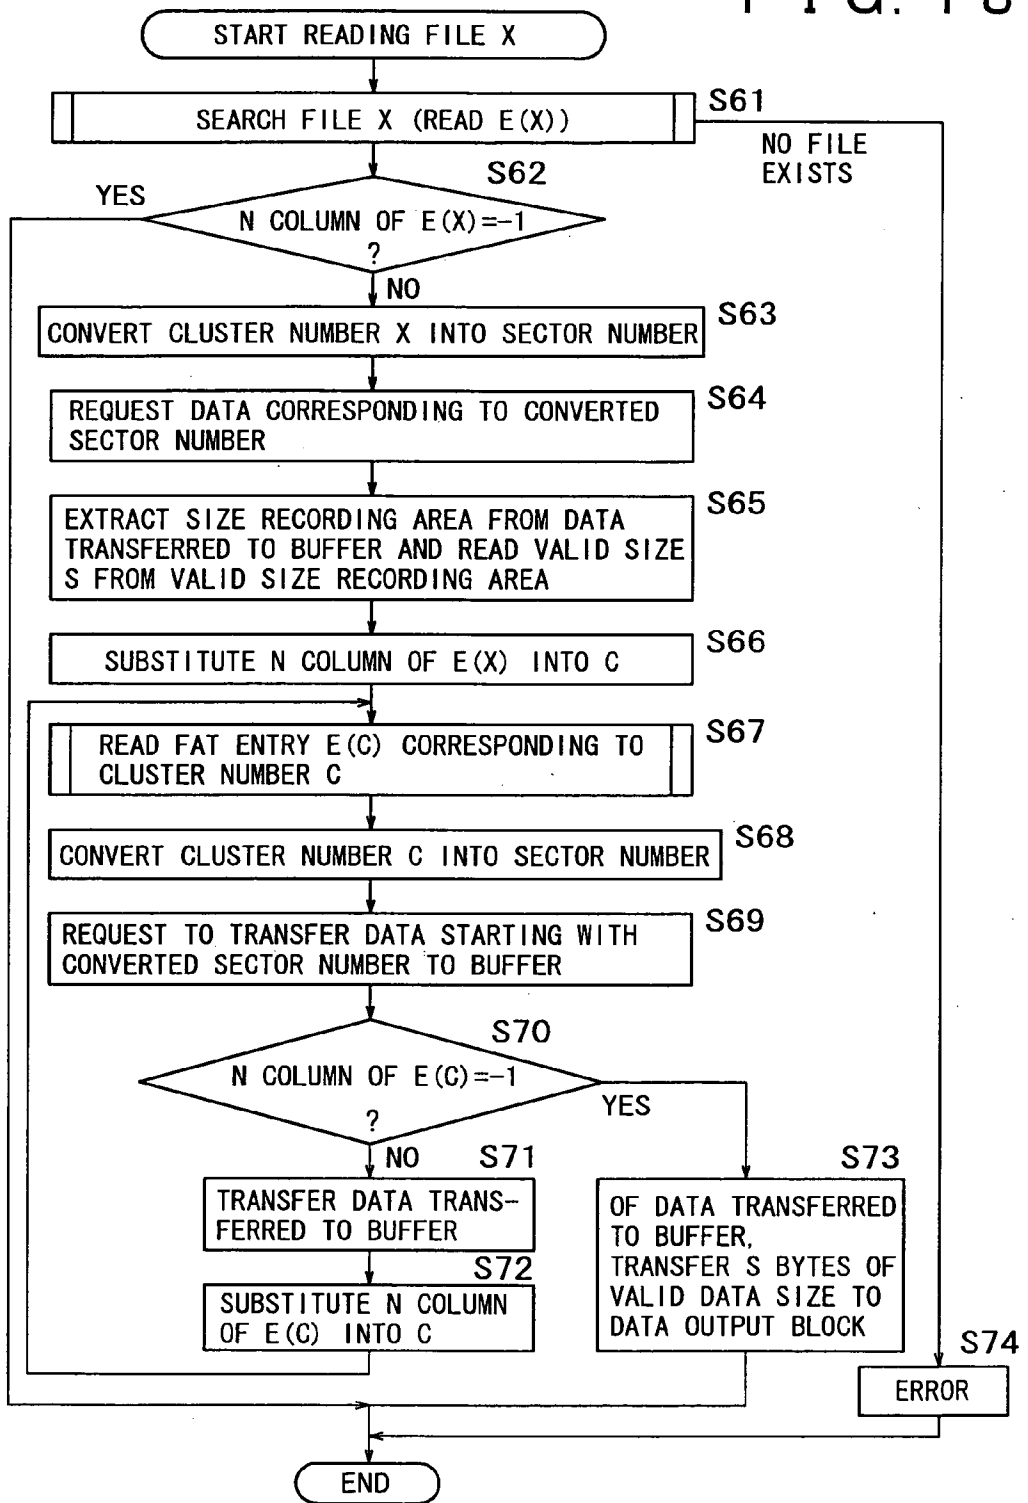 FIG. 18
START READING FILE X
SEARCH FILE X (READ E(X))
S61
NO FILE
EXISTS
S62
YES
N COLUMN OF E(X)=-1
?
NO
S63
CONVERT CLUSTER NUMBER X INTO SECTOR NUMBER
S64
REQUEST DATA CORRESPONDING TO CONVERTED
SECTOR NUMBER
S65
EXTRACT SIZE RECORDING AREA FROM DATA
TRANSFERRED TO BUFFER AND READ VALID SIZE
S FROM VALID SIZE RECORDING AREA
S66
SUBSTITUTE N COLUMN OF E(X) INTO C
S67
READ FAT ENTRY E(C) CORRESPONDING TO
CLUSTER NUMBER C
S68
CONVERT CLUSTER NUMBER C INTO SECTOR NUMBER
S69
REQUEST TO TRANSFER DATA STARTING WITH
CONVERTED SECTOR NUMBER TO BUFFER
S70
N COLUMN OF E(C)=-1
?
YES
NO
S71
TRANSFER DATA TRANS-
FERRED TO BUFFER
S72
SUBSTITUTE N COLUMN
OF E(C) INTO C
S73
OF DATA TRANSFERRED
TO BUFFER,
TRANSFER S BYTES OF
VALID DATA SIZE TO
DATA OUTPUT BLOCK
S74
ERROR
END